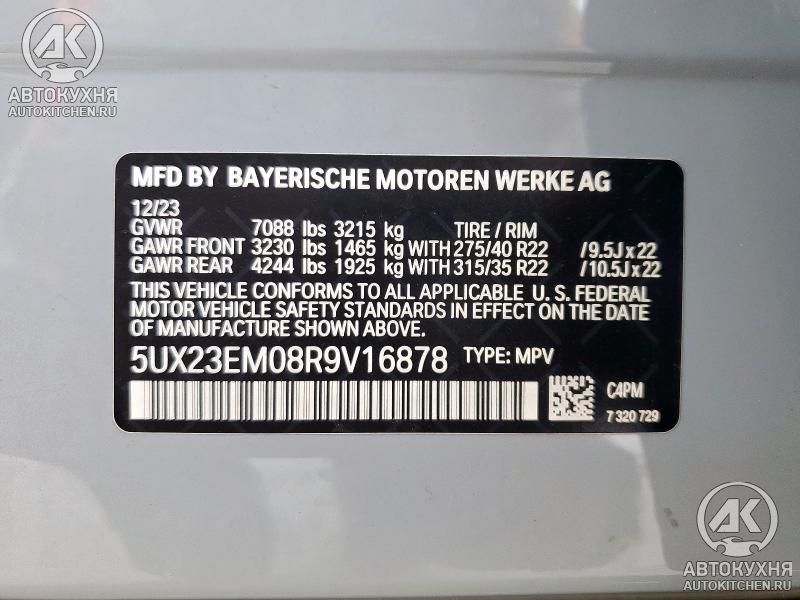 АК
АВТОКУХНЯ
AUTOKITCHEN.RU
MFD BY BAYERISCHE MOTOREN WERKE AG
12/23
GVWR 7088 lbs 3215 kg TIRE / RIM
GAWR FRONT 3230 lbs 1465 kg WITH 275/40 R22 /9.5J x 22
GAWR REAR 4244 lbs 1925 kg WITH 315/35 R22 /10.5J x 22
THIS VEHICLE CONFORMS TO ALL APPLICABLE U. S. FEDERAL
MOTOR VEHICLE SAFETY STANDARDS IN EFFECT ON THE DATE
OF MANUFACTURE SHOWN ABOVE.
5UX23EM08R9V16878 TYPE: MPV
C4PM
7 320 729
АК
АВТОКУХНЯ
AUTOKITCHEN.RU